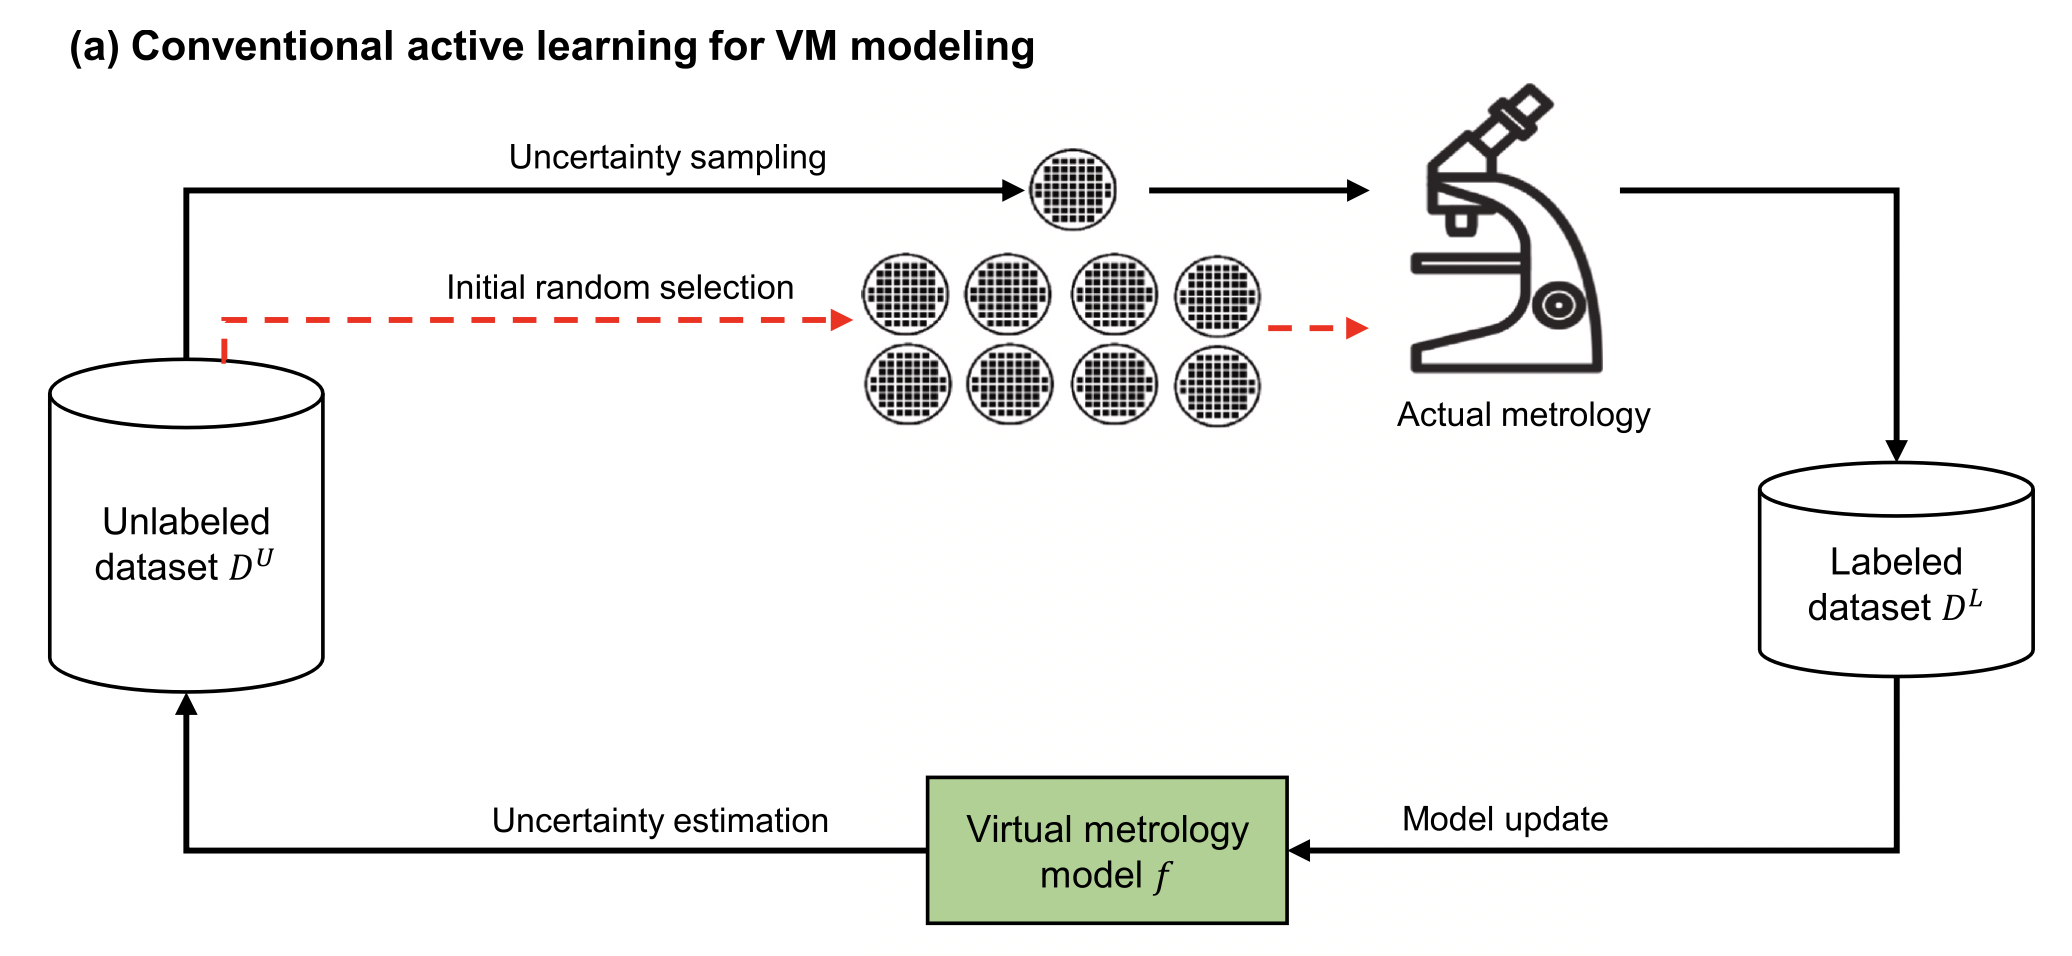 (a) Conventional active learning for VM modeling
Uncertainty sampling
Initial random selection
Actual metrology
Unlabeled
dataset D^U
Labeled
dataset D^L
Uncertainty estimation
Virtual metrology
model f
Model update